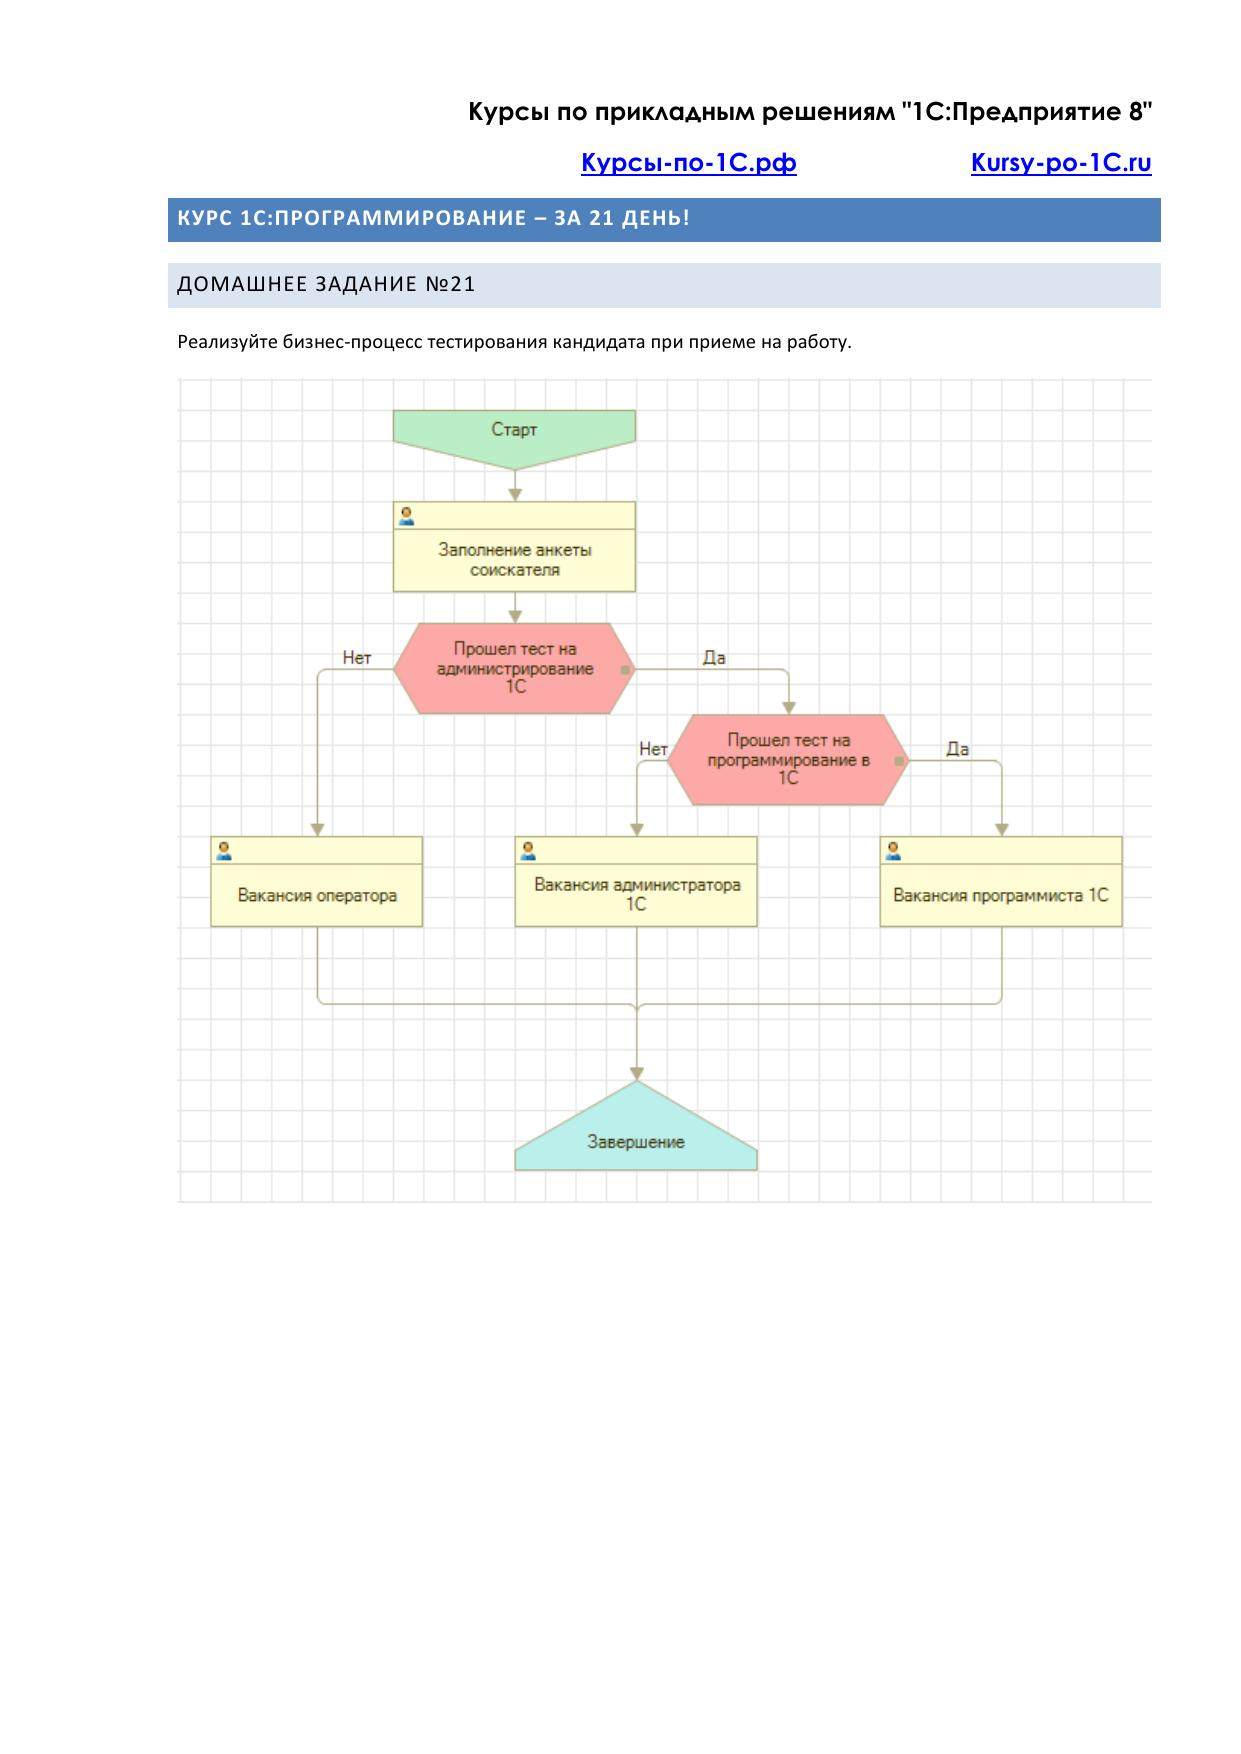 Курсы по прикладным решениям "1С:Предприятие 8"
Курсы-по-1С.рф Kursy-po-1C.ru
КУРС 1С:ПРОГРАММИРОВАНИЕ – ЗА 21 ДЕНЬ!
ДОМАШНЕЕ ЗАДАНИЕ №21
Реализуйте бизнес-процесс тестирования кандидата при приеме на работу.
Старт
Заполнение анкеты
соискателя
Нет
Прошел тест на
администрирование
1С
Да
Нет
Прошел тест на
программирование в
1С
Да
Вакансия оператора
Вакансия администратора
1С
Вакансия программиста 1С
Завершение